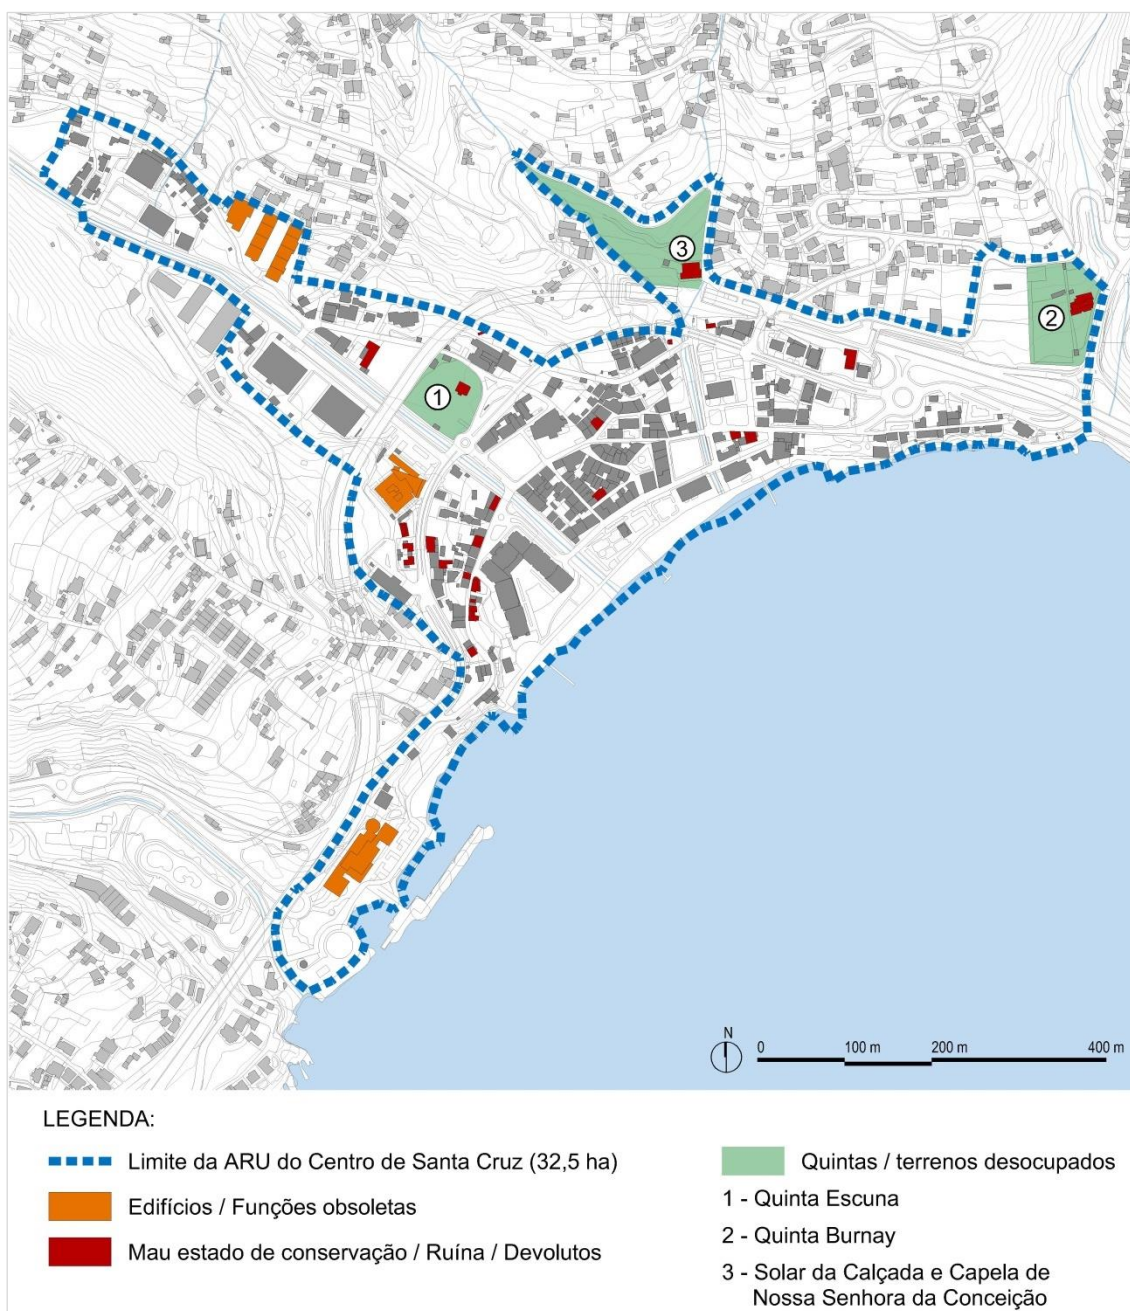 3
2
1
N
0
100 m
200 m
400 m
LEGENDA:
Limite da ARU do Centro de Santa Cruz (32,5 ha)
Edifícios / Funções obsoletas
Mau estado de conservação / Ruína / Devolutos
Quintas / terrenos desocupados
1 - Quinta Escuna
2 - Quinta Burnay
3 - Solar da Calçada e Capela de
Nossa Senhora da Conceição